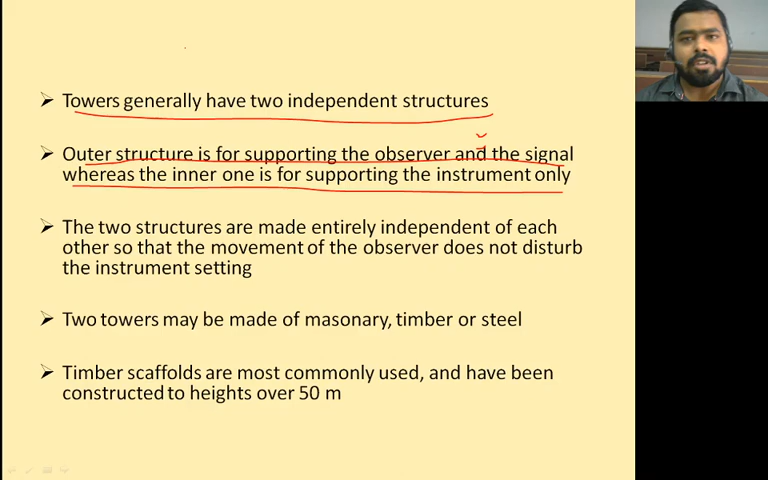 Towers generally have two independent structures
Outer structure is for supporting the observer and the signal
whereas the inner one is for supporting the instrument only
The two structures are made entirely independent of each
other so that the movement of the observer does not disturb
the instrument setting
Two towers may be made of masonary, timber or steel
Timber scaffolds are most commonly used, and have been
constructed to heights over 50 m